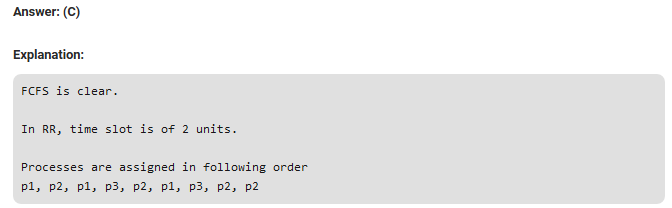 Answer: (C)
Explanation:
FCFS is clear.
In RR, time slot is of 2 units.
Processes are assigned in following order
p1, p2, p1, p3, p2, p1, p3, p2, p2